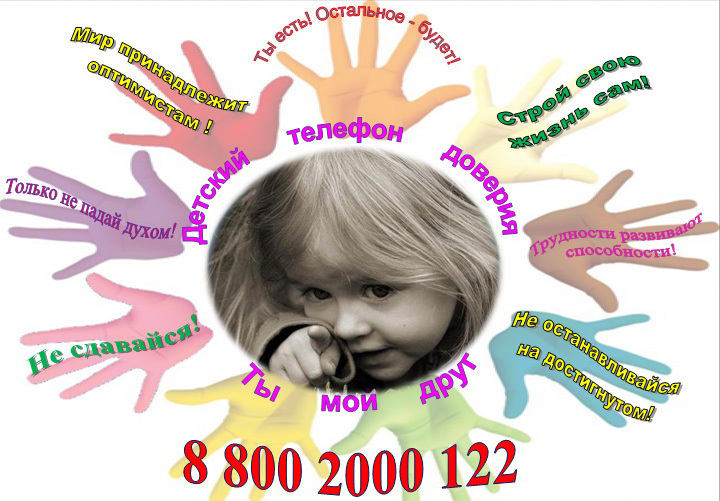 Ты есть! Остальное - будет!
Мир принадлежит
оптимистам !
Строй свою
жизнь сам!
Детский телефон доверия
Только не падай духом!
Трудности развивают
способности!
Не сдавайся!
Не останавливайся
на достигнутом!
Ты мой друг
8 800 2000 122